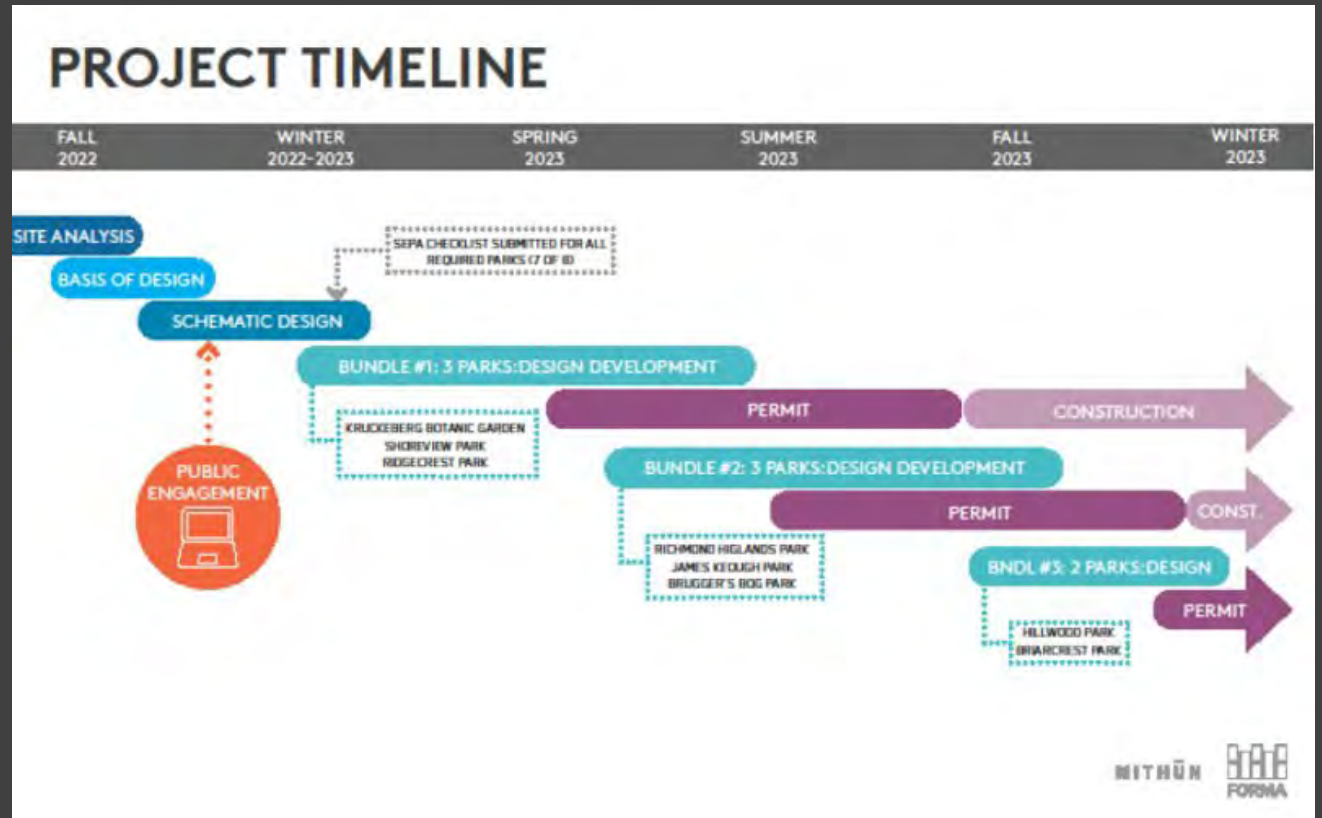 PROJECT TIMELINE
FALL
2022
WINTER
2022-2023
SPRING
2023
SUMMER
2023
FALL
2023
WINTER
2023
SITE ANALYSIS
BASIS OF DESIGN
SCHEMATIC DESIGN
SEPA CHECKLIST SUBMITTED FOR ALL
REQUIRED PARKS (7 OF 8)
PUBLIC
ENGAGEMENT
BUNDLE #1: 3 PARKS:DESIGN DEVELOPMENT
PERMIT
CONSTRUCTION
KRUCKEBERG BOTANIC GARDEN
SHOREVIEW PARK
RIDGECREST PARK
BUNDLE #2: 3 PARKS:DESIGN DEVELOPMENT
PERMIT
CONST.
RICHMOND HIGLANDS PARK
JAMES KEOUGH PARK
BRUGGER'S BOG PARK
BNDL #3: 2 PARKS:DESIGN
PERMIT
HILLWOOD PARK
BRIARCREST PARK
MITHŪN
FORMA